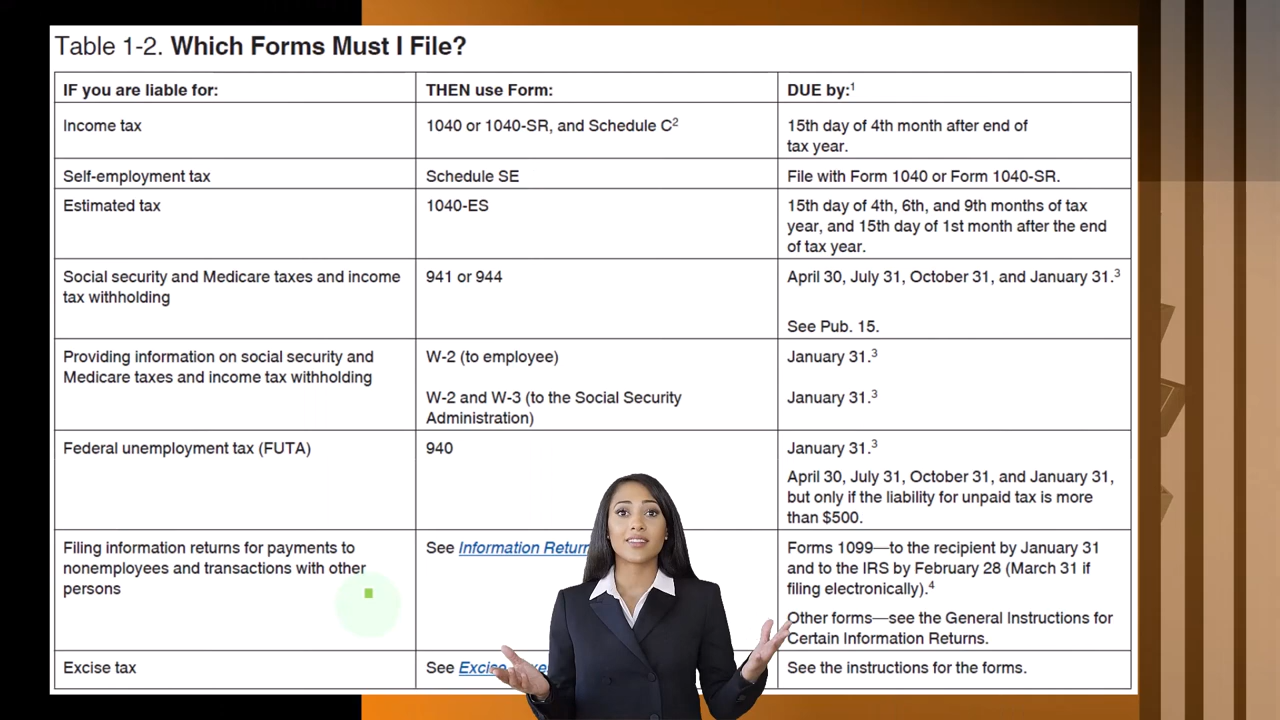 Table 1-2. Which Forms Must I File?
IF you are liable for:
THEN use Form:
DUE by:1
Income tax
1040 or 1040-SR, and Schedule C2
15th day of 4th month after end of
tax year.
Self-employment tax
Schedule SE
File with Form 1040 or Form 1040-SR.
Estimated tax
1040-ES
15th day of 4th, 6th, and 9th months of tax
year, and 15th day of 1st month after the end
of tax year.
Social security and Medicare taxes and income
tax withholding
941 or 944
April 30, July 31, October 31, and January 31.3
See Pub. 15.
Providing information on social security and
Medicare taxes and income tax withholding
W-2 (to employee)
January 31.3
W-2 and W-3 (to the Social Security
Administration)
January 31.3
Federal unemployment tax (FUTA)
940
January 31.3
April 30, July 31, October 31, and January 31,
but only if the liability for unpaid tax is more
than $500.
Filing information returns for payments to
nonemployees and transactions with other
persons
See Information
Forms 1099—to the recipient by January 31
and to the IRS by February 28 (March 31 if
filing electronically).4
Other forms—see the General Instructions for
Certain Information Returns.
Excise tax
See
See the instructions for the forms.